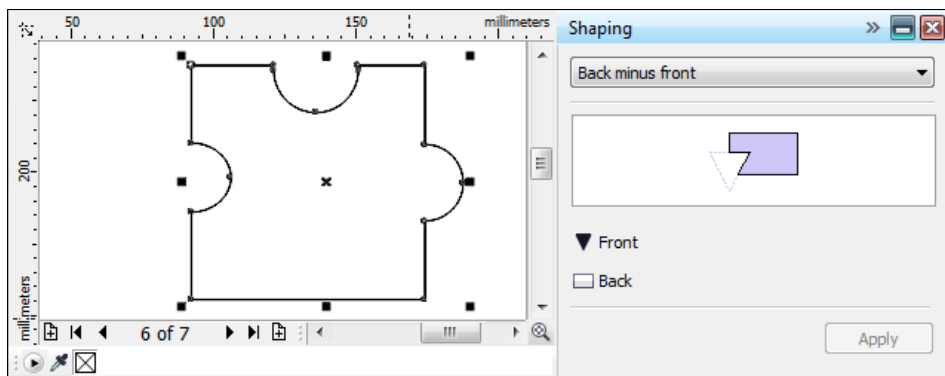 50 100 150 millimeters
200
millimeters
6 of 7
Shaping
Back minus front
Front
Back
Apply